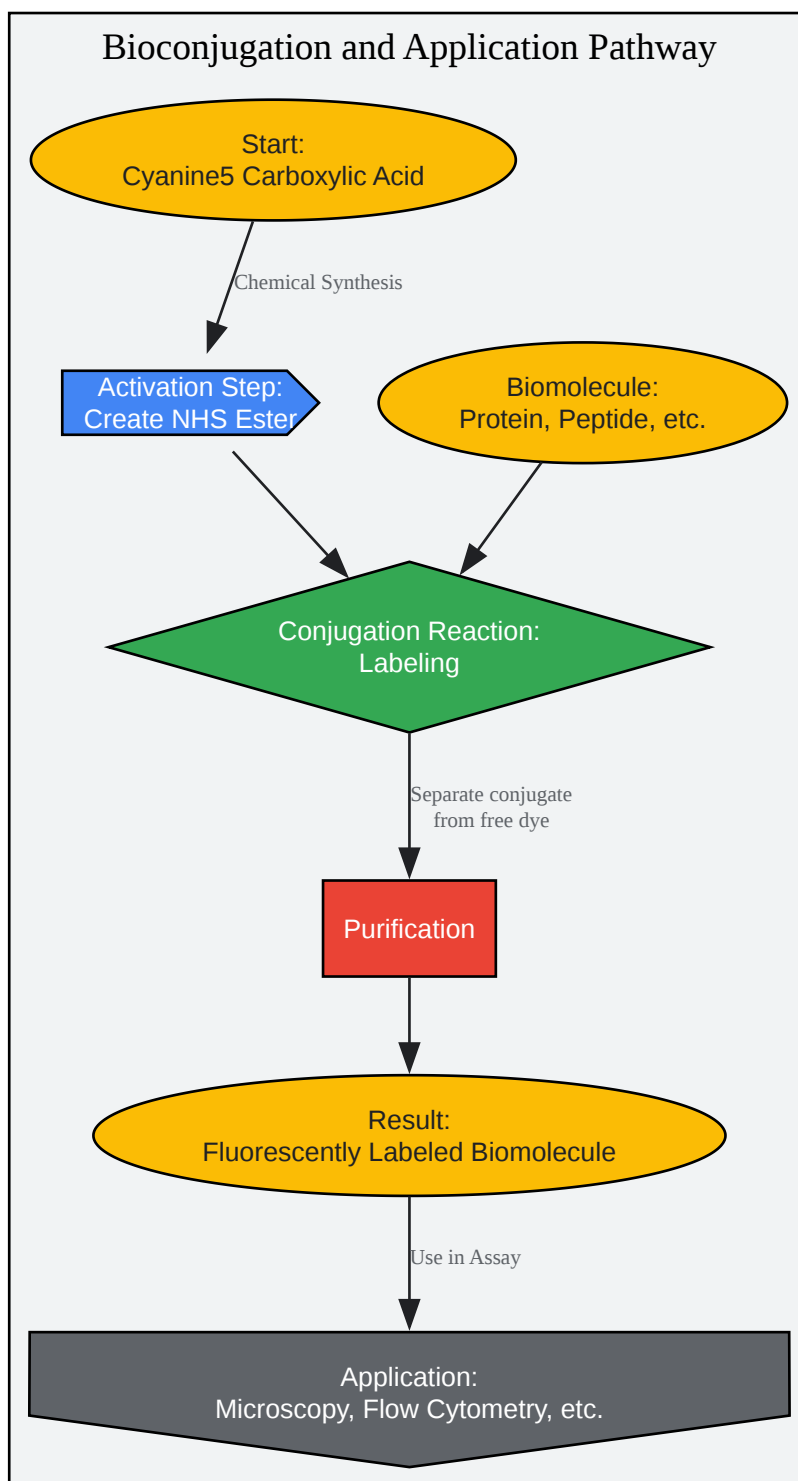 Bioconjugation and Application Pathway
Start:
Cyanine5 Carboxylic Acid
Chemical Synthesis
Activation Step:
Create NHS Ester
Biomolecule:
Protein, Peptide, etc.
Conjugation Reaction:
Labeling
Separate conjugate
from free dye
Purification
Result:
Fluorescently Labeled Biomolecule
Use in Assay
Application:
Microscopy, Flow Cytometry, etc.